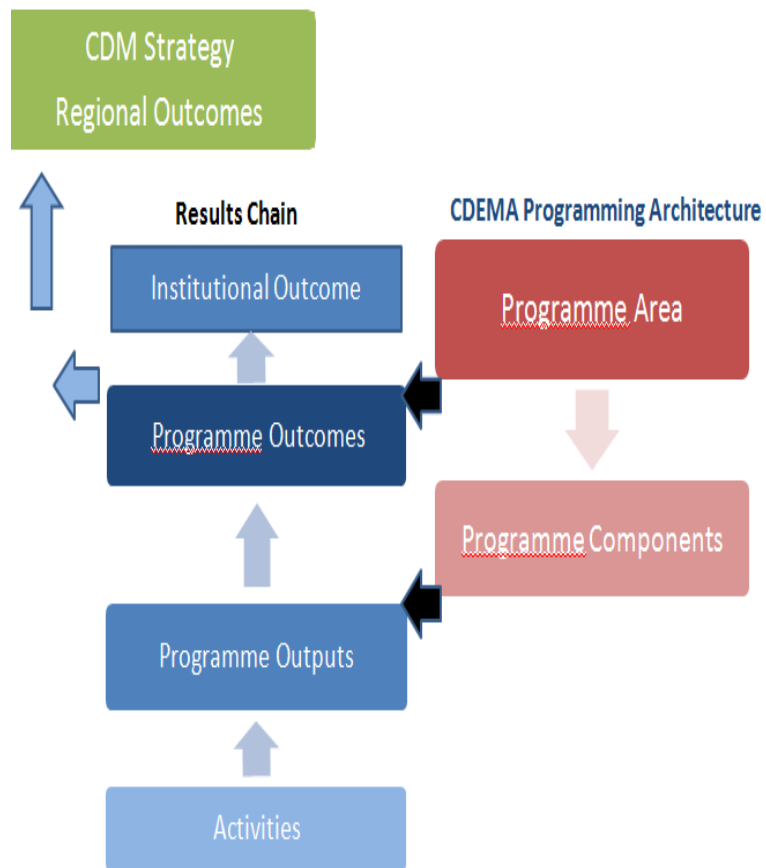 CDM Strategy
Regional Outcomes
Results Chain
CDEMA Programming Architecture
Institutional Outcome
Programme Area
Programme Outcomes
Programme Components
Programme Outputs
Activities